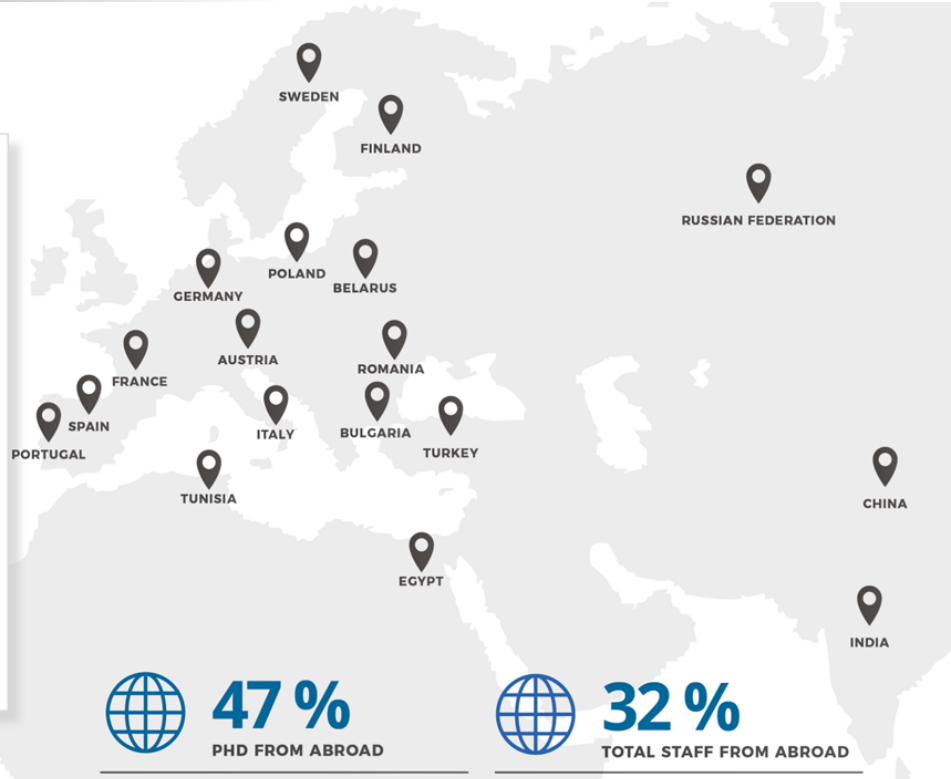 SWEDEN
FINLAND
RUSSIAN FEDERATION
POLAND
BELARUS
GERMANY
AUSTRIA
ROMANIA
FRANCE
SPAIN
ITALY
BULGARIA
TURKEY
PORTUGAL
TUNISIA
CHINA
EGYPT
INDIA
47 %
PHD FROM ABROAD
32 %
TOTAL STAFF FROM ABROAD